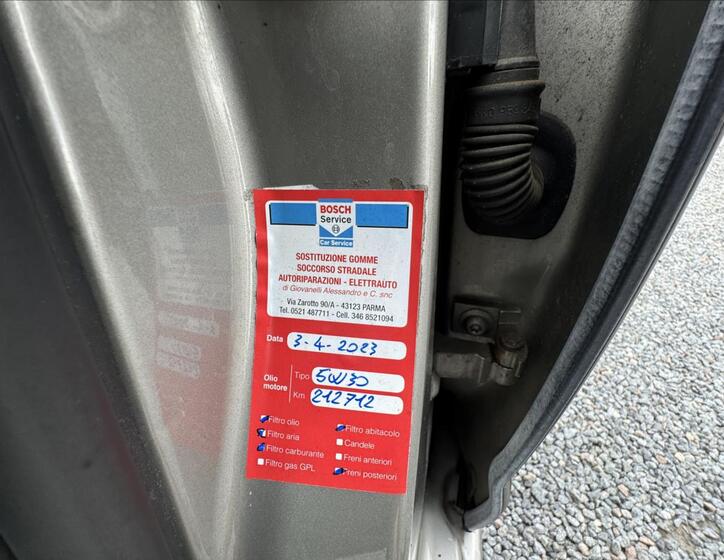 BOSCH
Service
Car Service
SOSTITUZIONE GOMME
SOCCORSO STRADALE
AUTORIPARAZIONI - ELETTRAUTO
di Giovanelli Alessandro e C. snc
Via Zarotto 90/A - 43123 PARMA
Tel. 0521 487711 - Cell. 346 8521094
Data 3-4-2023
Olio motore Tipo 5W30
Km 212712
Filtro olio Filtro abitacolo
Filtro aria Candele
Filtro carburante Freni anteriori
Filtro gas GPL Freni posteriori